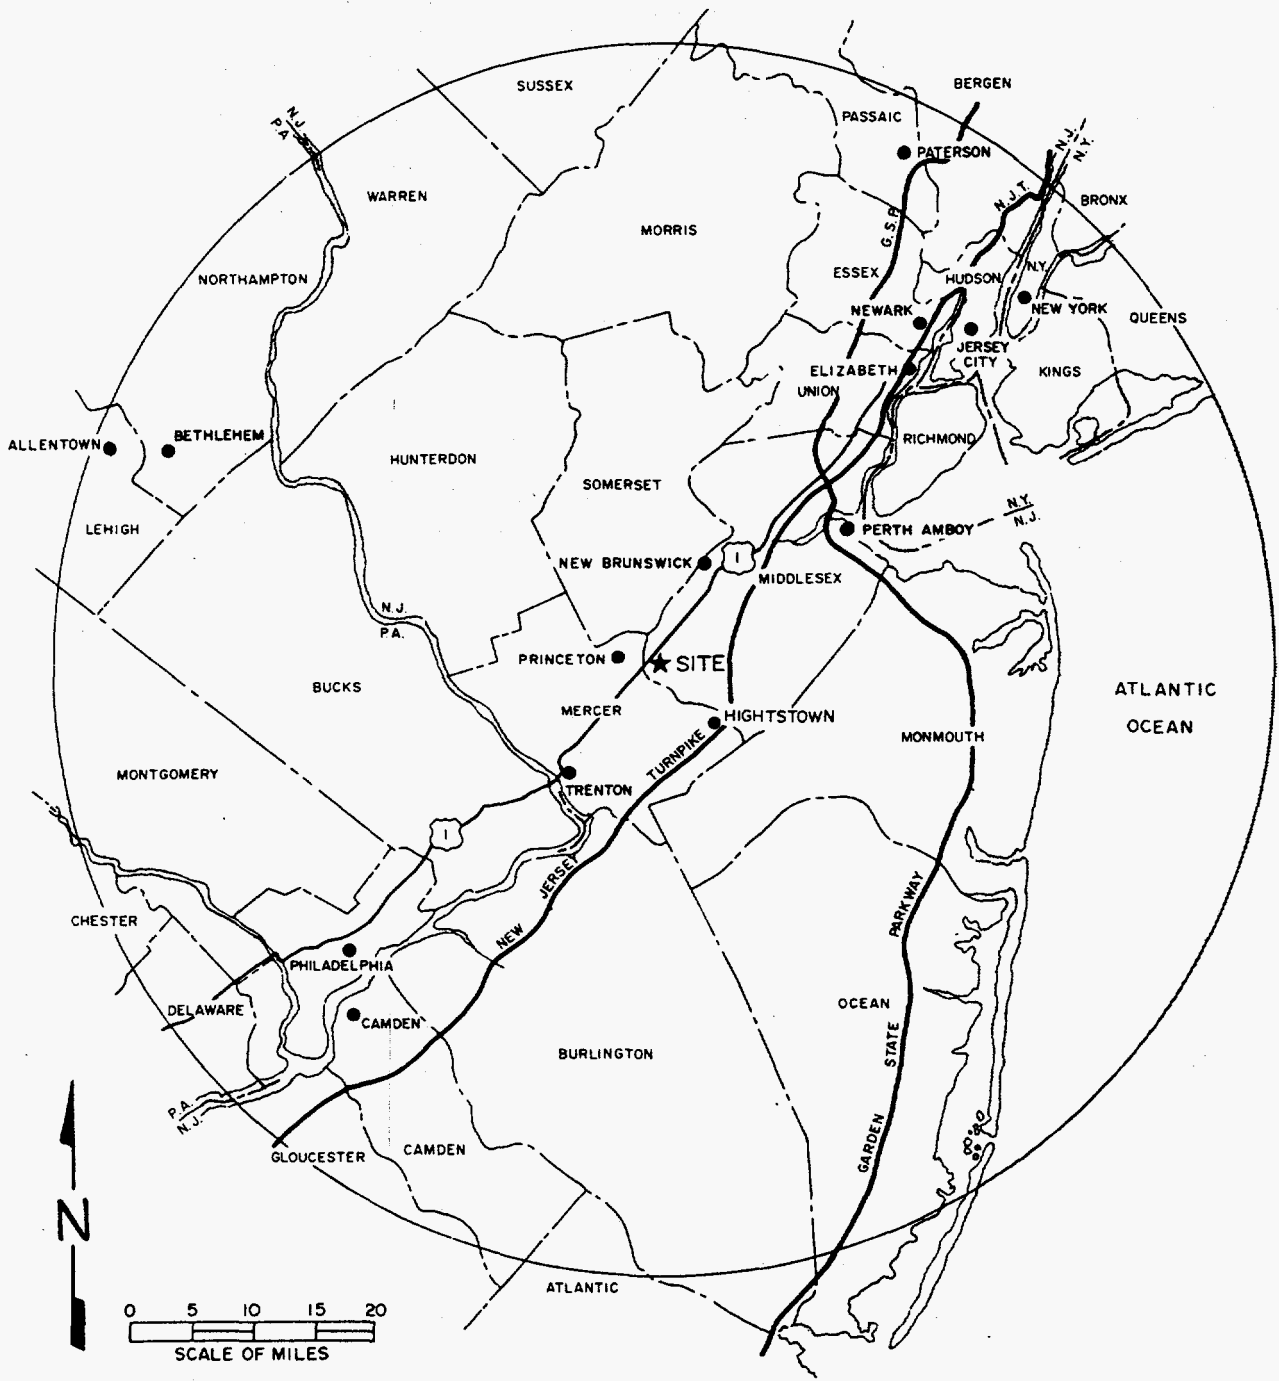 SUSSEX
BERGEN
PASSAIC
N.J.
P.A.
PATERSON
N.J.
N.Y.
WARREN
N.J.T.
BRONX
G.S.P.
MORRIS
NORTHAMPTON
ESSEX
HUDSON
N.Y.
NEWARK
NEW YORK
QUEENS
JERSEY
CITY
ELIZABETH
KINGS
UNION
ALLENTOWN
BETHLEHEM
RICHMOND
HUNTERDON
SOMERSET
LEHIGH
N.Y.
N.J.
PERTH AMBOY
NEW BRUNSWICK
1
MIDDLESEX
N.J.
P.A.
PRINCETON
SITE
BUCKS
ATLANTIC
OCEAN
MERCER
HIGHTSTOWN
MONMOUTH
MONTGOMERY
TRENTON
1
NEW JERSEY TURNPIKE
CHESTER
PHILADELPHIA
DELAWARE
CAMDEN
OCEAN
GARDEN STATE PARKWAY
BURLINGTON
P.A.
N.J.
GLOUCESTER
CAMDEN
N
ATLANTIC
0 5 10 15 20
SCALE OF MILES